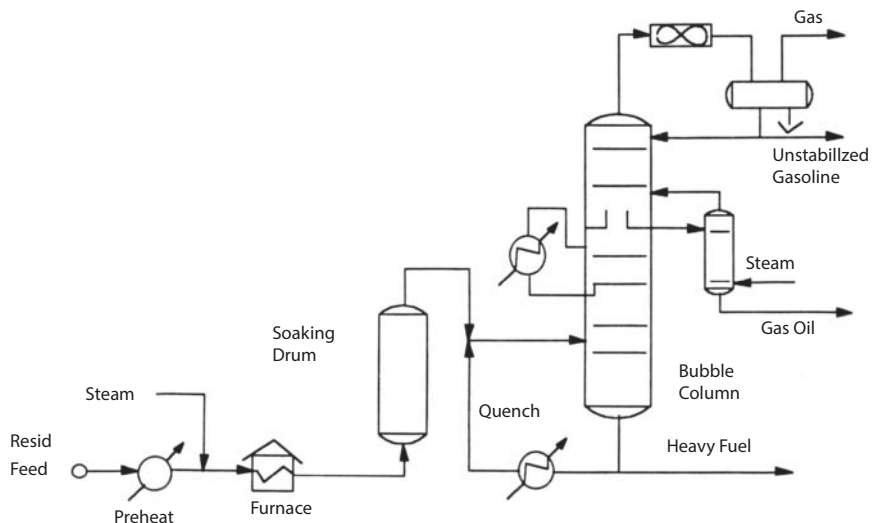 Gas
Unstabillzed
Gasoline
Steam
Gas Oil
Soaking
Drum
Bubble
Column
Steam
Quench
Heavy Fuel
Resid
Feed
Furnace
Preheat